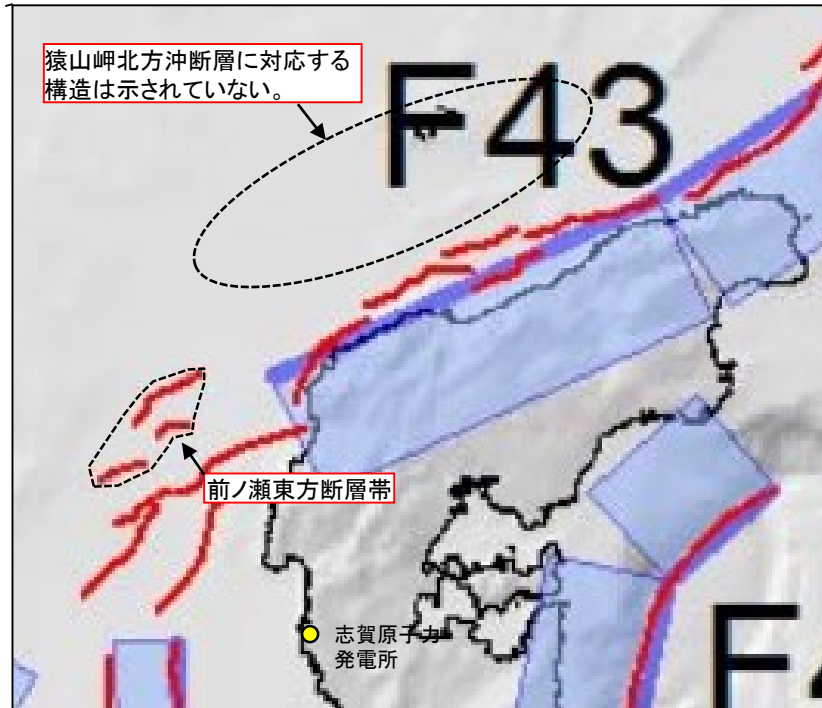 猿山岬北方沖断層に対応する
構造は示されていない。
F43
前ノ瀬東方断層帯
志賀原子力
発電所
F4